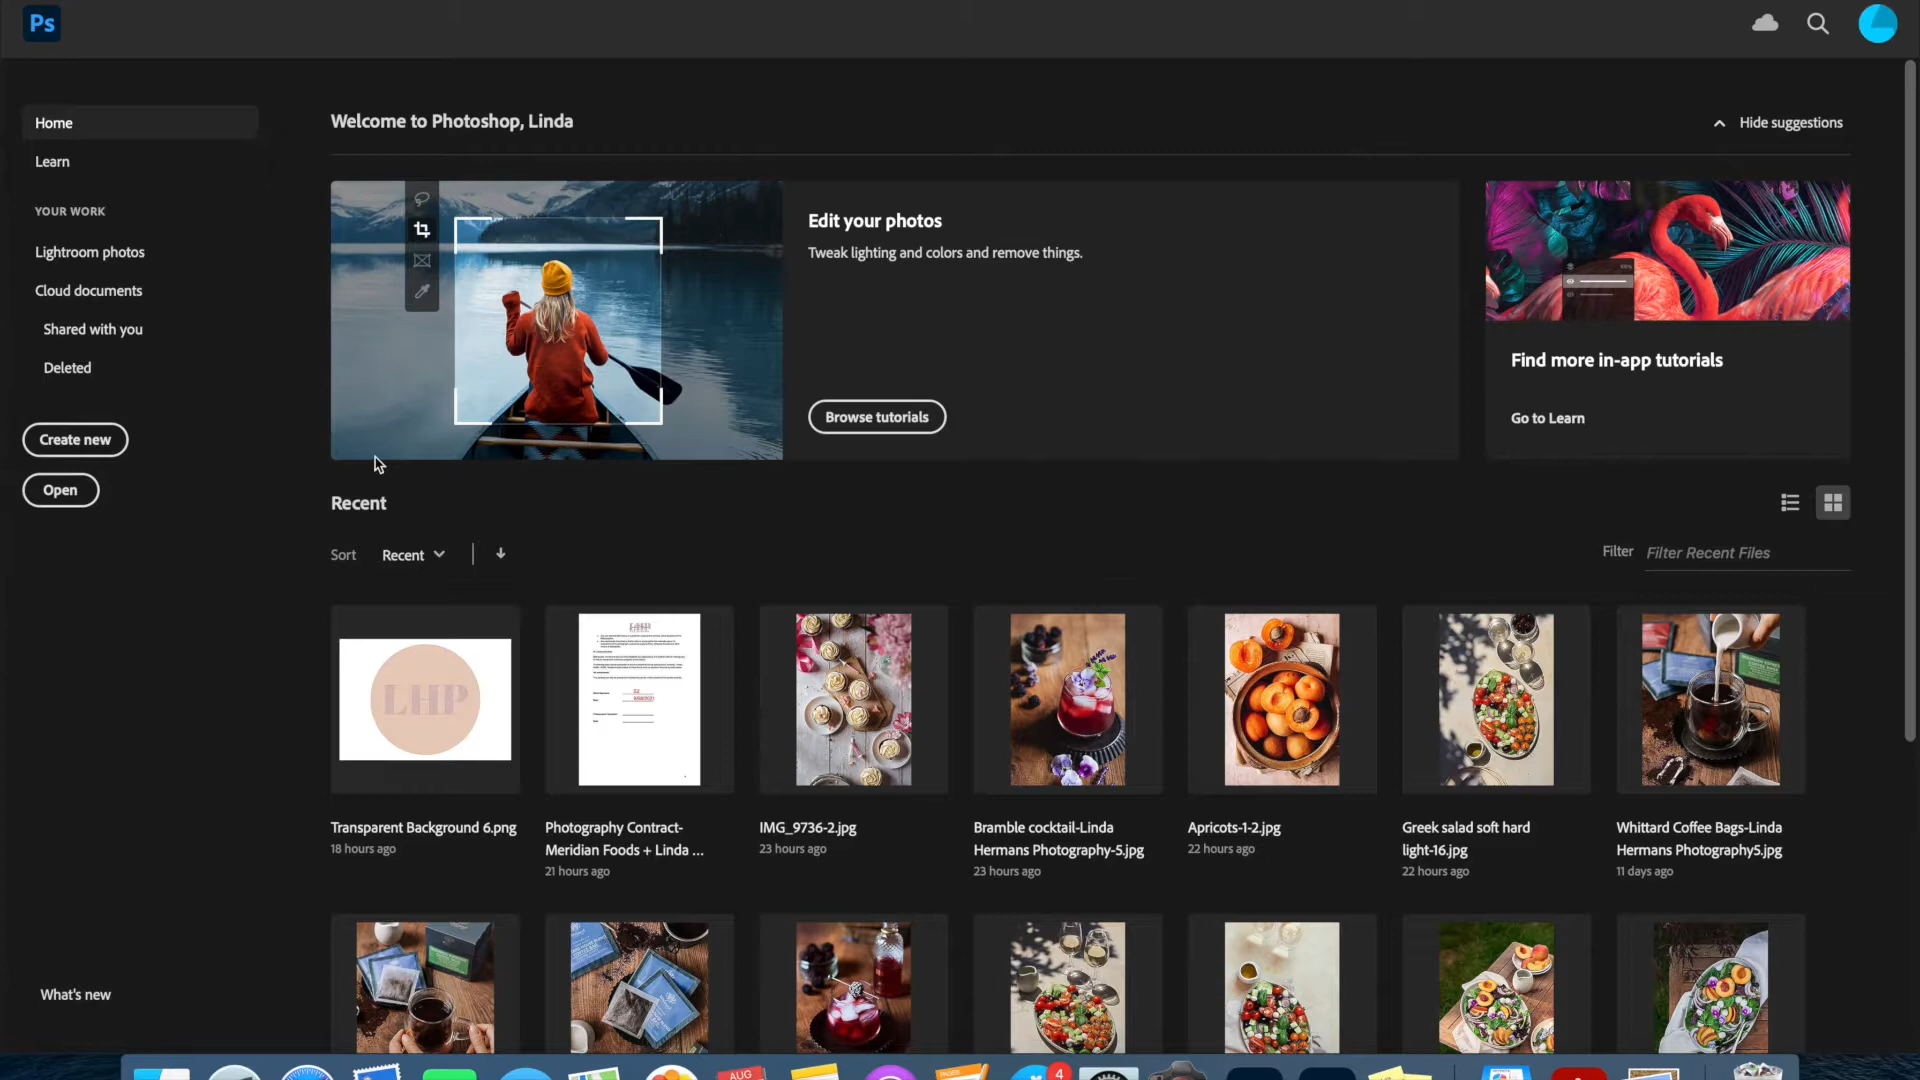 Ps
Home
Learn
YOUR WORK
Lightroom photos
Cloud documents
Shared with you
Deleted
Create new
Open
What's new
Welcome to Photoshop, Linda
Hide suggestions
Edit your photos
Tweak lighting and colors and remove things.
Browse tutorials
Find more in-app tutorials
Go to Learn
Recent
Sort Recent
Filter Filter Recent Files
LHP
LHP
Transparent Background 6.png
18 hours ago
Photography Contract-
Meridian Foods + Linda ...
21 hours ago
IMG_9736-2.jpg
23 hours ago
Bramble cocktail-Linda
Hermans Photography-5.jpg
23 hours ago
Apricots-1-2.jpg
22 hours ago
Greek salad soft hard
light-16.jpg
22 hours ago
Whittard Coffee Bags-Linda
Hermans Photography5.jpg
11 days ago
AUG
PAGES
4